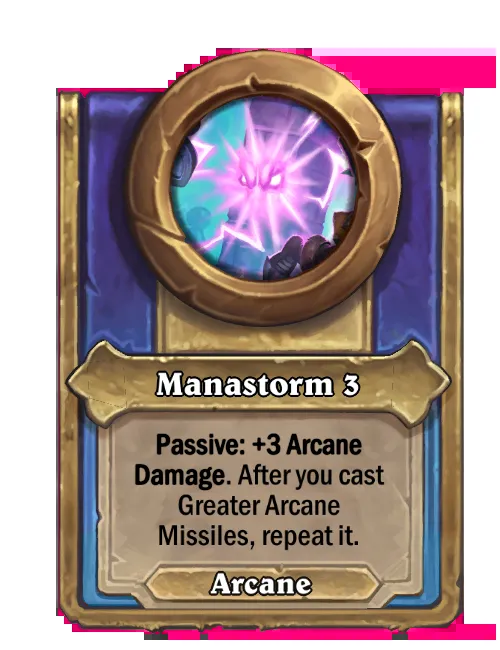 Manastorm 3
Passive: +3 Arcane
Damage. After you cast
Greater Arcane
Missiles, repeat it.
Arcane